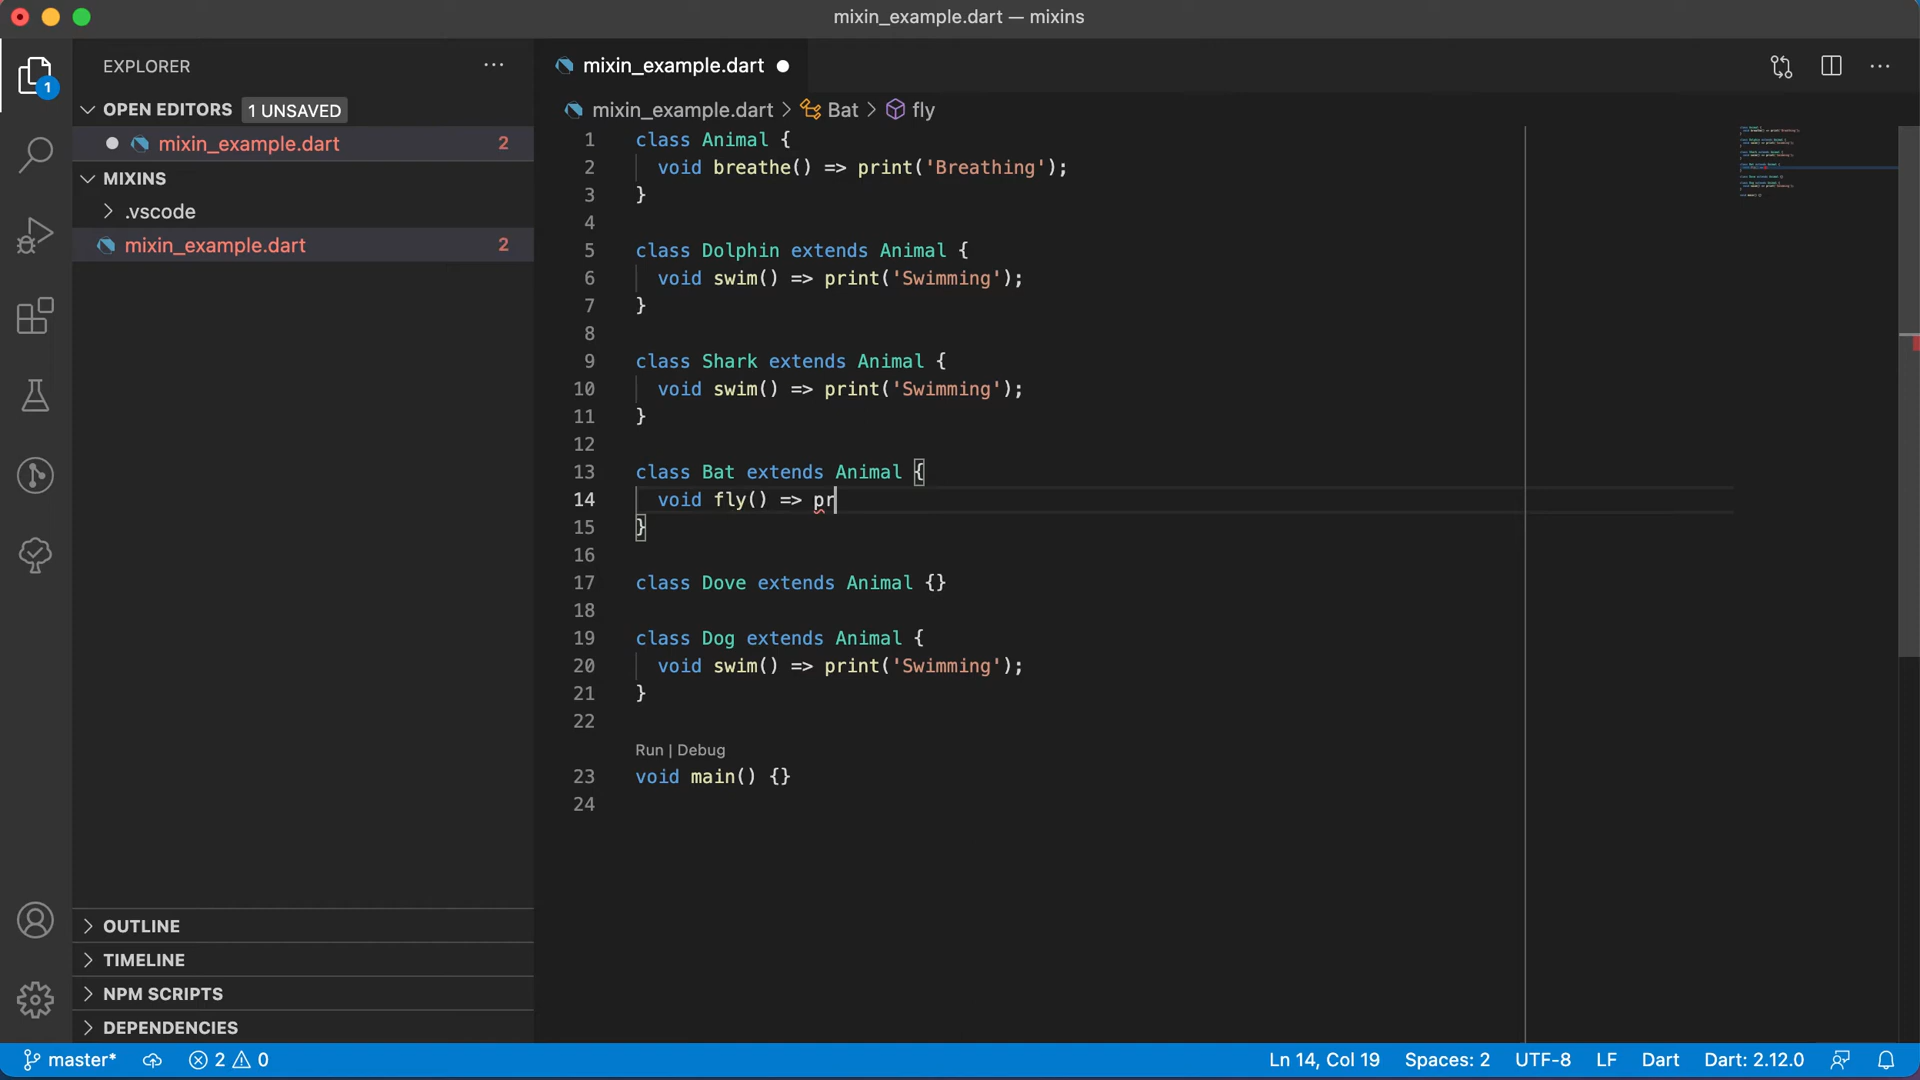 mixin_example.dart — mixins
EXPLORER
mixin_example.dart
1
OPEN EDITORS 1 UNSAVED
mixin_example.dart > Bat > fly
mixin_example.dart 2
MIXINS
.vscode
mixin_example.dart 2
1 class Animal {
2 void breathe() => print('Breathing');
3 }
4
5 class Dolphin extends Animal {
6 void swim() => print('Swimming');
7 }
8
9 class Shark extends Animal {
10 void swim() => print('Swimming');
11 }
12
13 class Bat extends Animal {
14 void fly() => pr
15 }
16
17 class Dove extends Animal {}
18
19 class Dog extends Animal {
20 void swim() => print('Swimming');
21 }
22
Run | Debug
23 void main() {}
24
OUTLINE
TIMELINE
NPM SCRIPTS
DEPENDENCIES
master* 2 0 Ln 14, Col 19 Spaces: 2 UTF-8 LF Dart Dart: 2.12.0